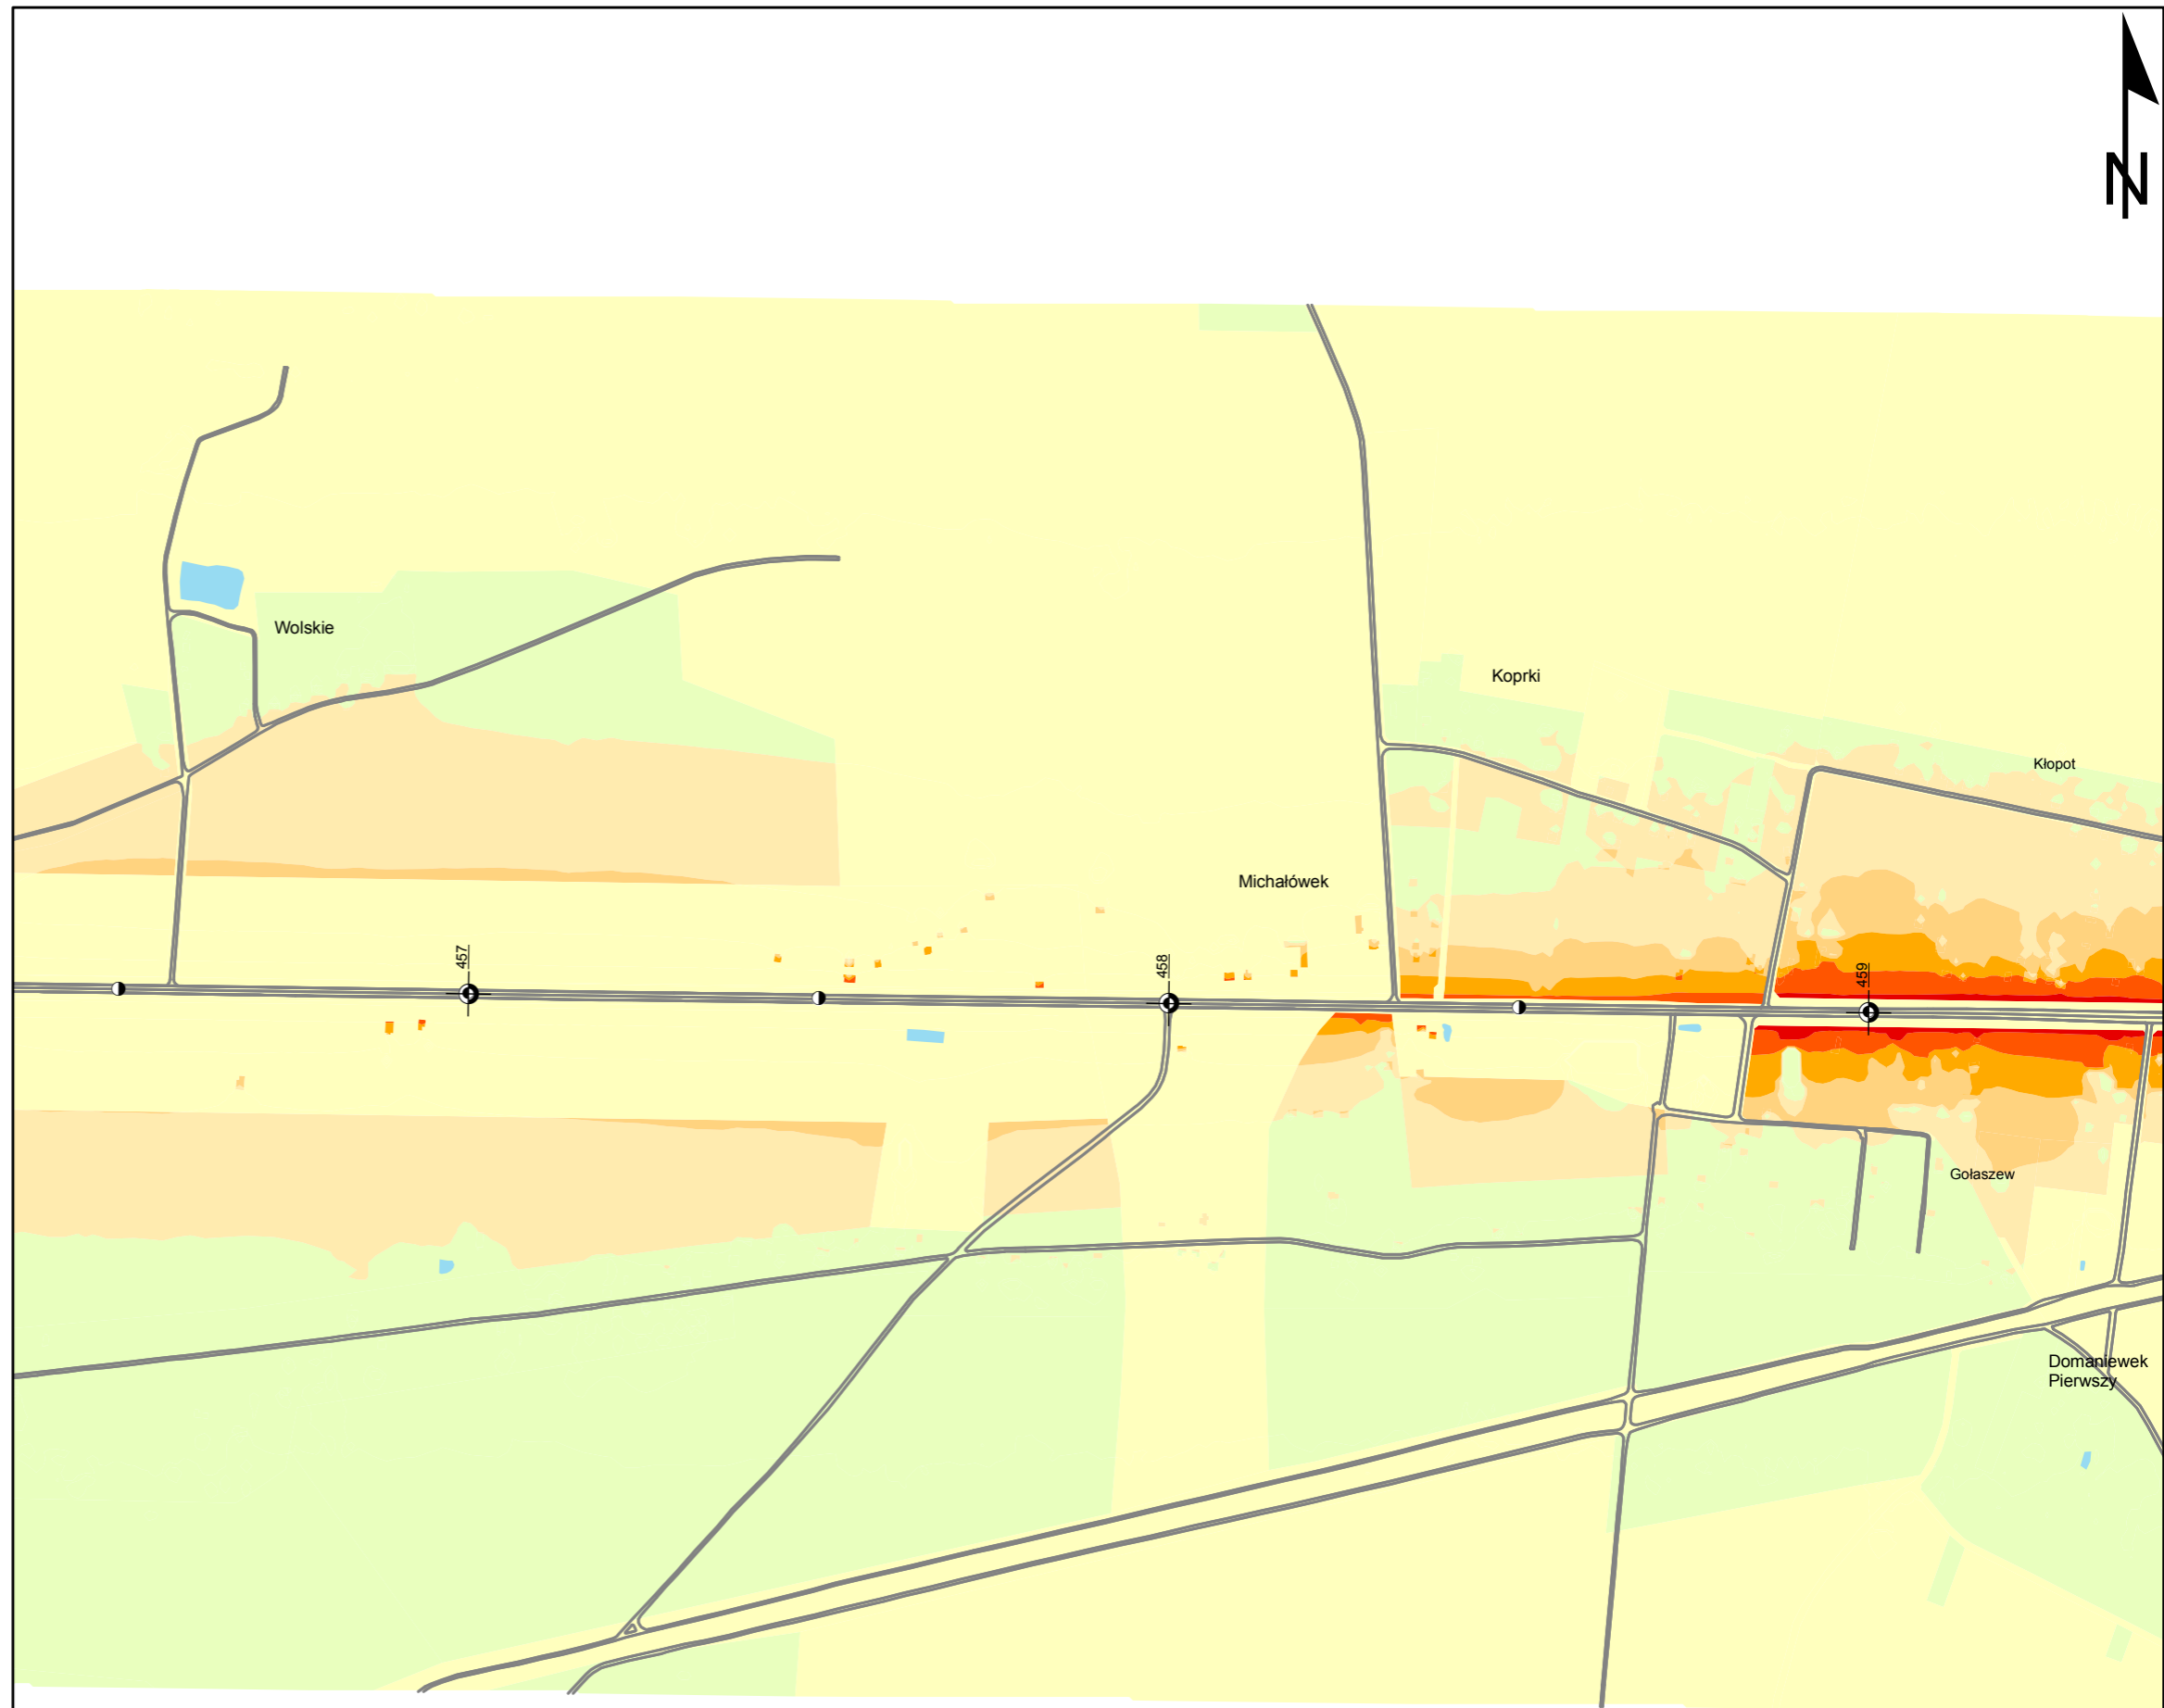 N
Wolskie
Koprki
Kłopot
Michałówek
457
458
459
Gołaszew
Domaniewek
Pierwszy